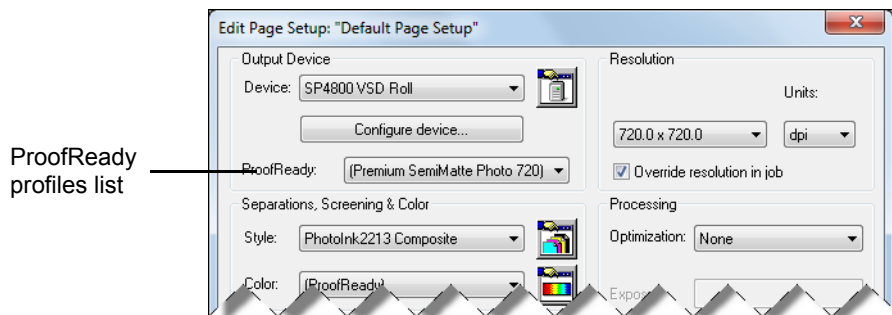 Edit Page Setup: "Default Page Setup"
Output Device
Device: SP4800 VSD Roll
Configure device...
ProofReady: (Premium SemiMatte Photo 720)
ProofReady
profiles list
Resolution
Units:
720.0 x 720.0 dpi
Override resolution in job
Separations, Screening & Color
Style: PhotoInk2213 Composite
Color: (ProofReady)
Processing
Optimization: None